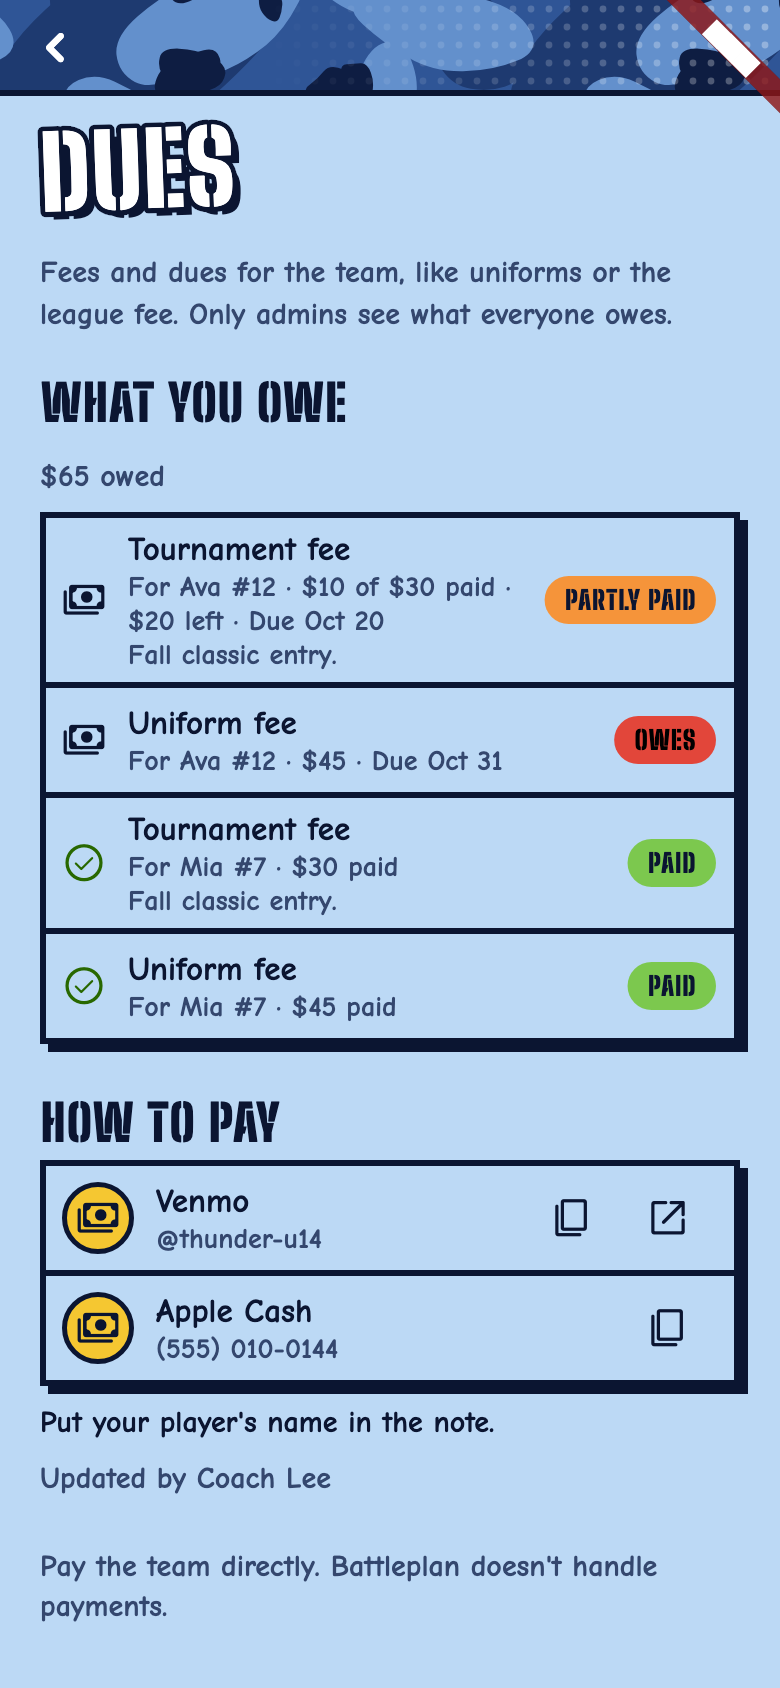 DUES
Fees and dues for the team, like uniforms or the
league fee. Only admins see what everyone owes.
WHAT YOU OWE
$65 owed
Tournament fee
For Ava #12 · $10 of $30 paid ·
$20 left · Due Oct 20
Fall classic entry.
PARTLY PAID
Uniform fee
For Ava #12 · $45 · Due Oct 31
OWES
Tournament fee
For Mia #7 · $30 paid
Fall classic entry.
PAID
Uniform fee
For Mia #7 · $45 paid
PAID
HOW TO PAY
Venmo
@thunder-u14
Apple Cash
(555) 010-0144
Put your player's name in the note.
Updated by Coach Lee
Pay the team directly. Battleplan doesn't handle
payments.